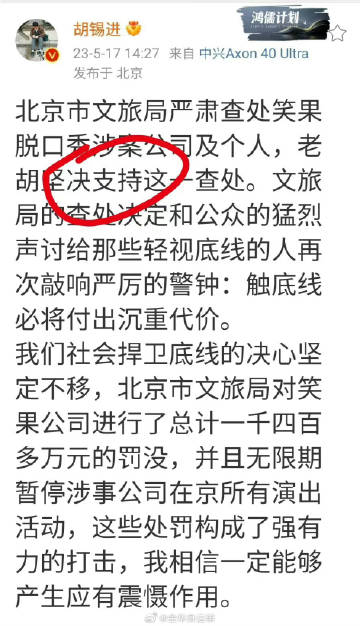 胡锡进
鸿儒计划
23-5-17 14:27 来自 中兴Axon 40 Ultra
发布于 北京
北京市文旅局严肃查处笑果
脱口秀涉案公司及个人，老
胡坚决支持这一查处。文旅
局的查处决定和公众的猛烈
声讨给那些轻视底线的人再
次敲响严厉的警钟：触底线
必将付出沉重代价。
我们社会捍卫底线的决心坚
定不移，北京市文旅局对笑
果公司进行了总计一千四百
多万元的罚没，并且无限期
暂停涉事公司在京所有演出
活动，这些处罚构成了强有
力的打击，我相信一定能够
产生应有震慑作用。